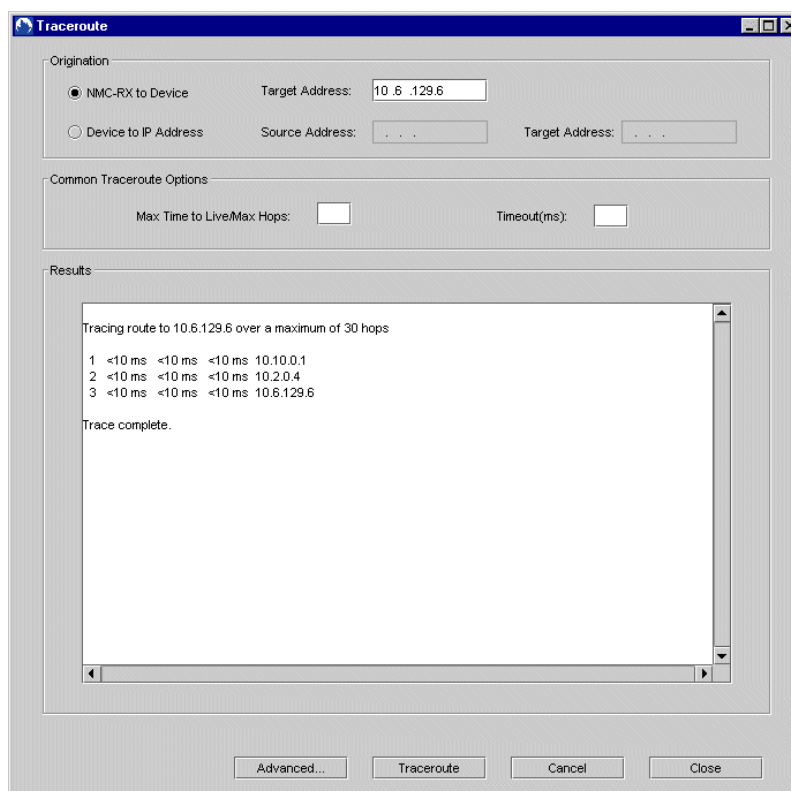 Traceroute
Origination
NMC-RX to Device Target Address: 10 .6 .129.6
Device to IP Address Source Address: . . . Target Address: . . .
Common Traceroute Options
Max Time to Live/Max Hops: Timeout(ms):
Results
Tracing route to 10.6.129.6 over a maximum of 30 hops
1 <10 ms <10 ms <10 ms 10.10.0.1
2 <10 ms <10 ms <10 ms 10.2.0.4
3 <10 ms <10 ms <10 ms 10.6.129.6
Trace complete.
Advanced... Traceroute Cancel Close